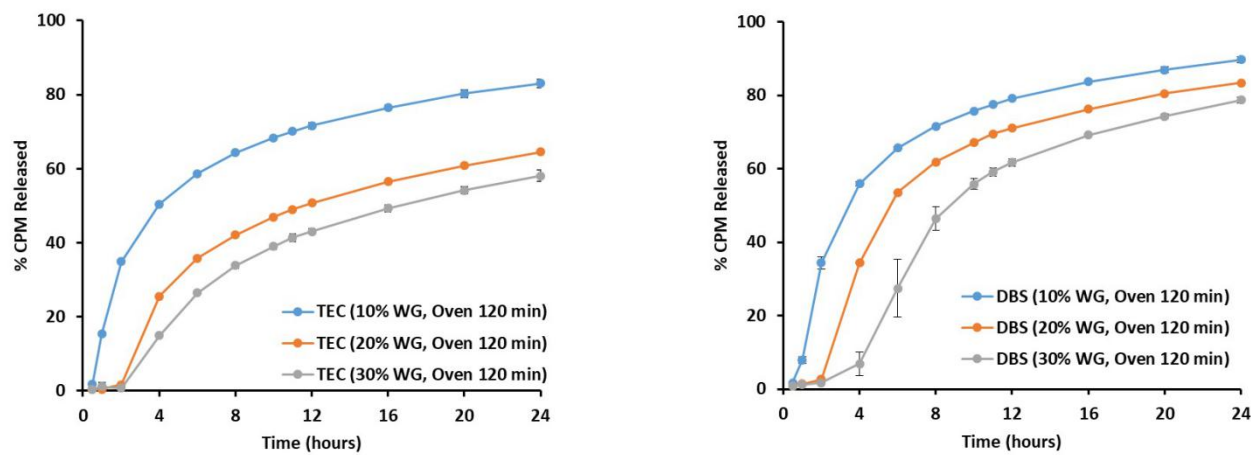 % CPM Released
100
80
60
40
20
0
0
4
8
12
16
20
24
Time (hours)
TEC (10% WG, Oven 120 min)
TEC (20% WG, Oven 120 min)
TEC (30% WG, Oven 120 min)
% CPM Released
100
80
60
40
20
0
0
4
8
12
16
20
24
Time (hours)
DBS (10% WG, Oven 120 min)
DBS (20% WG, Oven 120 min)
DBS (30% WG, Oven 120 min)